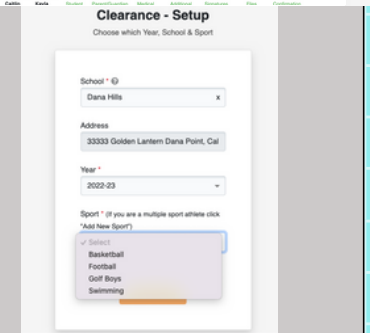 Caitlin Kayla Student Parent/Guardian Medical Additional Signatures Files Confirmation
Clearance - Setup
Choose which Year, School & Sport
School *
Dana Hills x
Address
33333 Golden Lantern Dana Point, Cal
Year *
2022-23
Sport * (If you are a multiple sport athlete click
"Add New Sport")
✓ Select
Basketball
Football
Golf Boys
Swimming